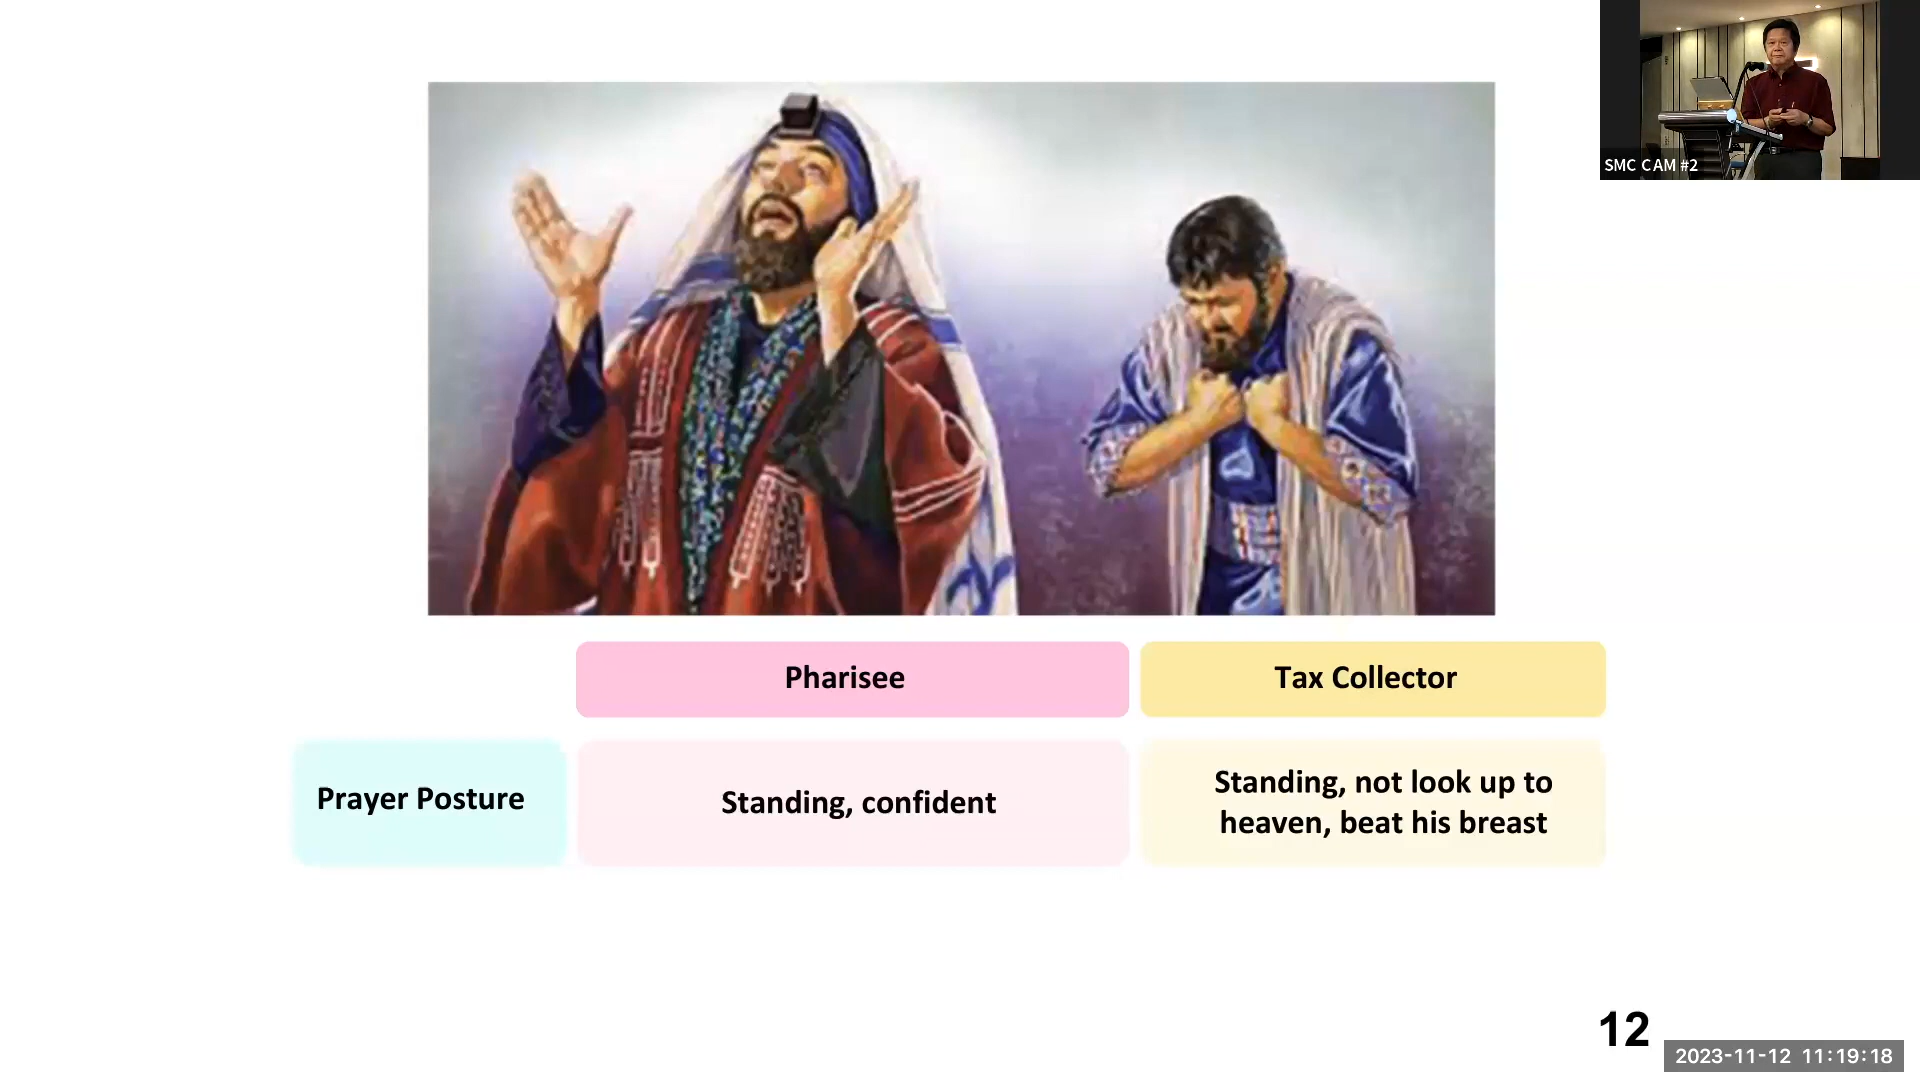 SMC CAM #2
Pharisee
Tax Collector
Prayer Posture
Standing, confident
Standing, not look up to
heaven, beat his breast
12
2023-11-12 11:19:18